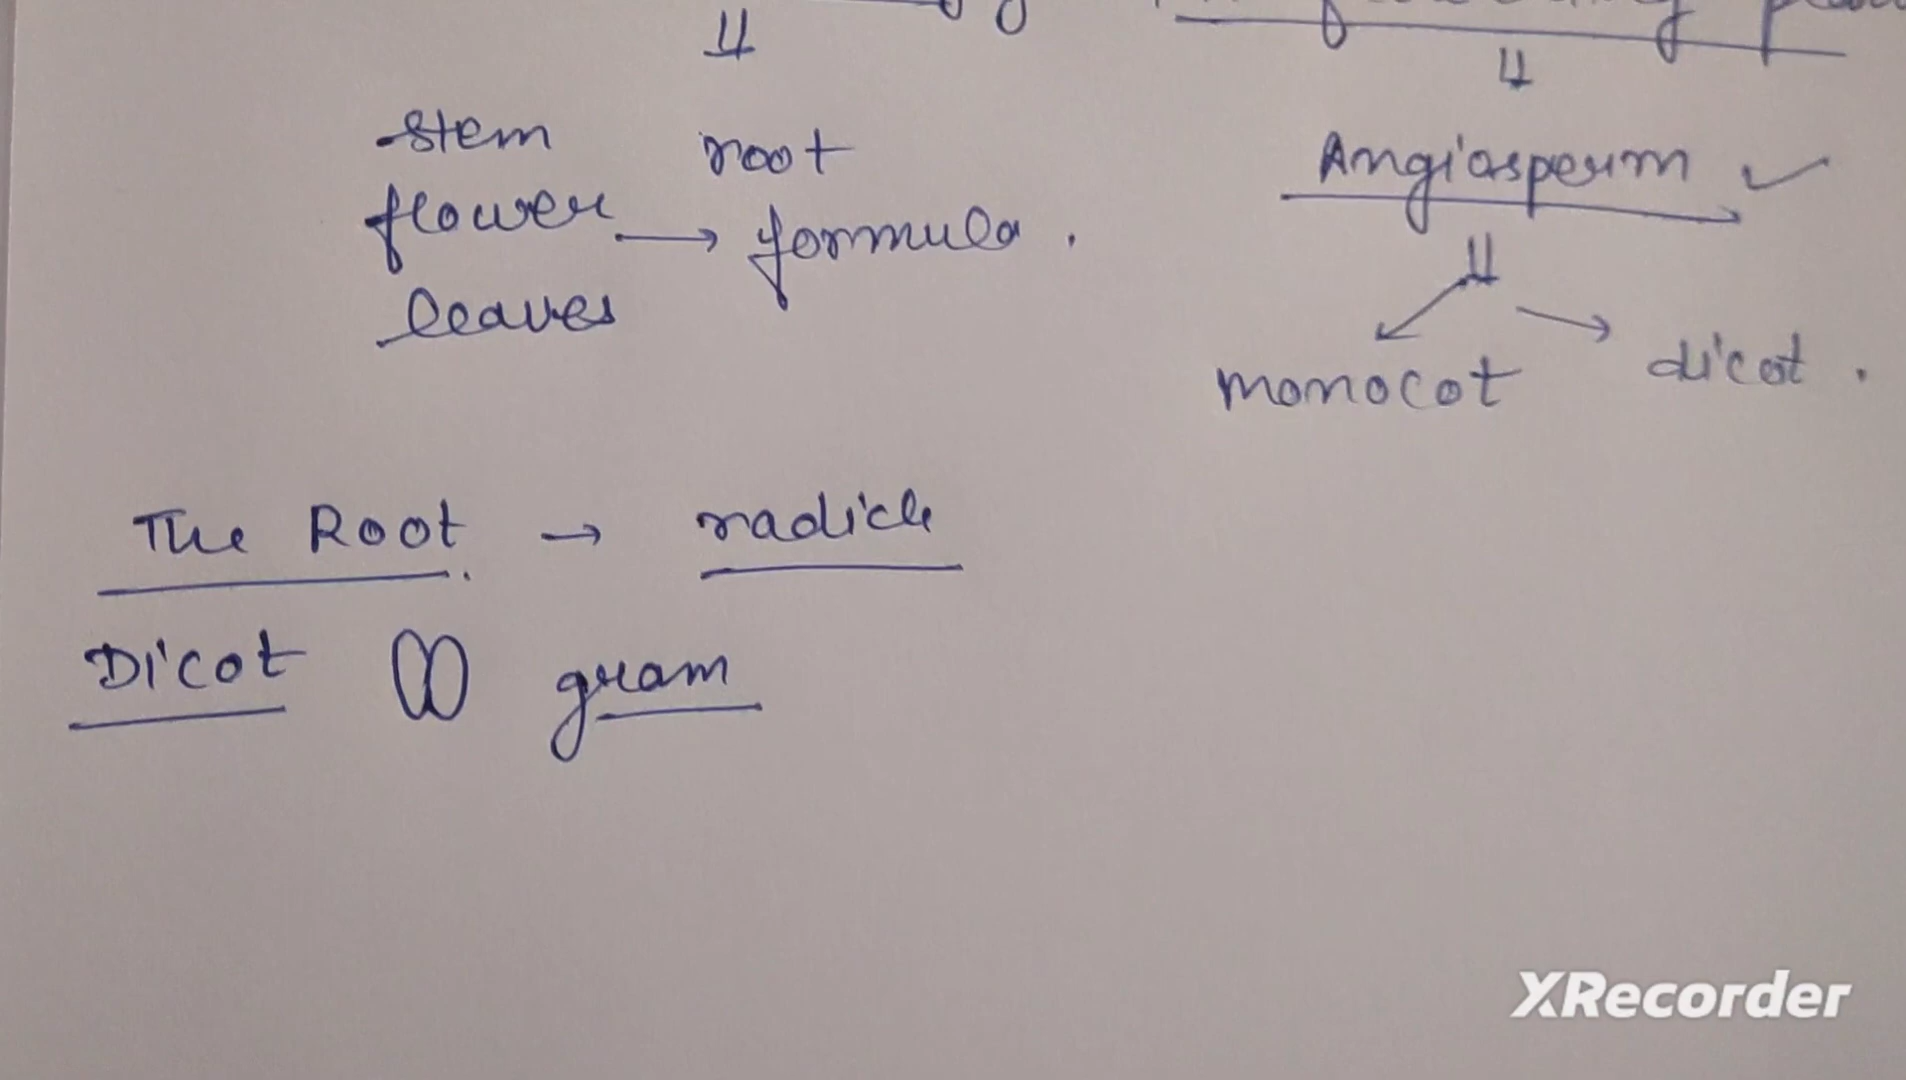 stem root
flower → formula .
leaves
Angiosperm ✓
monocot dicot .
The Root . → radicle
Dicot gram
XRecorder